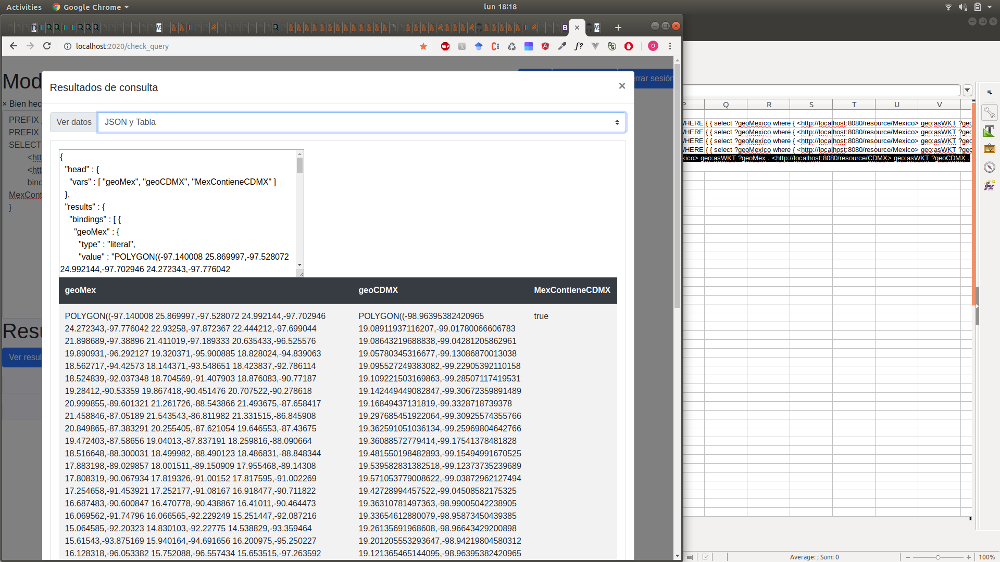 Activities
Google Chrome
lun 18:18
localhost:2020/check_query
Mod
rrar sesión
× Bien hec
PREFIX
PREFIX
SELECT
<htt
<htt
bind
MexCont
}
Resu
Ver resul
Resultados de consulta
×
Ver datos
JSON y Tabla
{
"head" : {
"vars" : [ "geoMex", "geoCDMX", "MexContieneCDMX" ]
},
"results" : {
"bindings" : [ {
"geoMex" : {
"type" : "literal",
"value" : "POLYGON((-97.140008 25.869997,-97.528072
24.992144,-97.702946 24.272343,-97.776042
geoMex
POLYGON((-97.140008 25.869997,-97.528072 24.992144,-97.702946
24.272343,-97.776042 22.93258,-97.872367 22.444212,-97.699044
21.898689,-97.38896 21.411019,-97.189333 20.635433,-96.525576
19.890931,-96.292127 19.320371,-95.900885 18.828024,-94.839063
18.562717,-94.42573 18.144371,-93.548651 18.423837,-92.786114
18.524839,-92.037348 18.704569,-91.407903 18.876083,-90.77187
19.28412,-90.53359 19.867418,-90.451476 20.707522,-90.278618
20.999855,-89.601321 21.261726,-88.543866 21.493675,-87.658417
21.458846,-87.05189 21.543543,-86.811982 21.331515,-86.845908
20.849865,-87.383291 20.255405,-87.621054 19.646553,-87.43675
19.472403,-87.58656 19.04013,-87.837191 18.259816,-88.090664
18.516648,-88.300031 18.499982,-88.490123 18.486831,-88.848344
17.883198,-89.029857 18.001511,-89.150909 17.955468,-89.14308
17.808319,-90.067934 17.819326,-91.00152 17.817595,-91.002269
17.254658,-91.453921 17.252177,-91.08167 16.918477,-90.711822
16.687483,-90.600847 16.470778,-90.438867 16.41011,-90.464473
16.069562,-91.74796 16.066565,-92.229249 15.251447,-92.087216
15.064585,-92.20323 14.830103,-92.22775 14.538829,-93.359464
15.61543,-93.875169 15.940164,-94.691656 16.200975,-95.250227
16.128318,-96.053382 15.752088,-96.557434 15.653515,-97.263592
geoCDMX
POLYGON((-98.96395382420965
19.08911937116207,-99.01780066606783
19.08643219688838,-99.04281205862961
19.05780345316677,-99.13086870013038
19.095527249383082,-99.22905392110158
19.109221503169863,-99.28507117419531
19.142449449082847,-99.30672359891489
19.16849437131819,-99.3328718739378
19.297685451922064,-99.30925574355766
19.362591051036134,-99.25969804642766
19.36088572779414,-99.17541378481828
19.481550198482893,-99.15494991670525
19.539582831382518,-99.12373735239689
19.571053779008622,-99.03872962127494
19.42728994457522,-99.04508582175325
19.36310781497363,-98.99005042238905
19.33654612880079,-98.95873450439385
19.26135691968608,-98.96643429200898
19.201205553293647,-98.94219804580312
19.121365465144095,-98.96395382420965
MexContieneCDMX
true
P Q R S T U V
WHERE { { select ?geoMexico where { <http://localhost:8080/resource/Mexico> geo:asWKT ?geo
WHERE { { select ?geoMexico where { <http://localhost:8080/resource/Mexico> geo:asWKT ?geo
WHERE { { select ?geoMexico where { <http://localhost:8080/resource/Mexico> geo:asWKT ?geo
WHERE { { select ?geoMexico where { <http://localhost:8080/resource/Mexico> geo:asWKT ?geo
xico> geo:asWKT ?geoMex . <http://localhost:8080/resource/CDMX> geo:asWKT ?geoCDMX .
Average: ; Sum: 0
100%